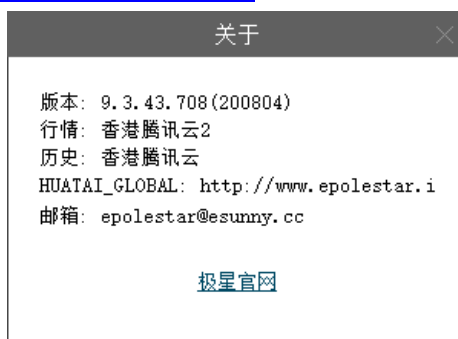 关于
版本: 9.3.43.708(200804)
行情: 香港腾讯云2
历史: 香港腾讯云
HUATAI_GLOBAL: http://www.epolestar.i
邮箱: epolestar@esunny.cc
极星官网